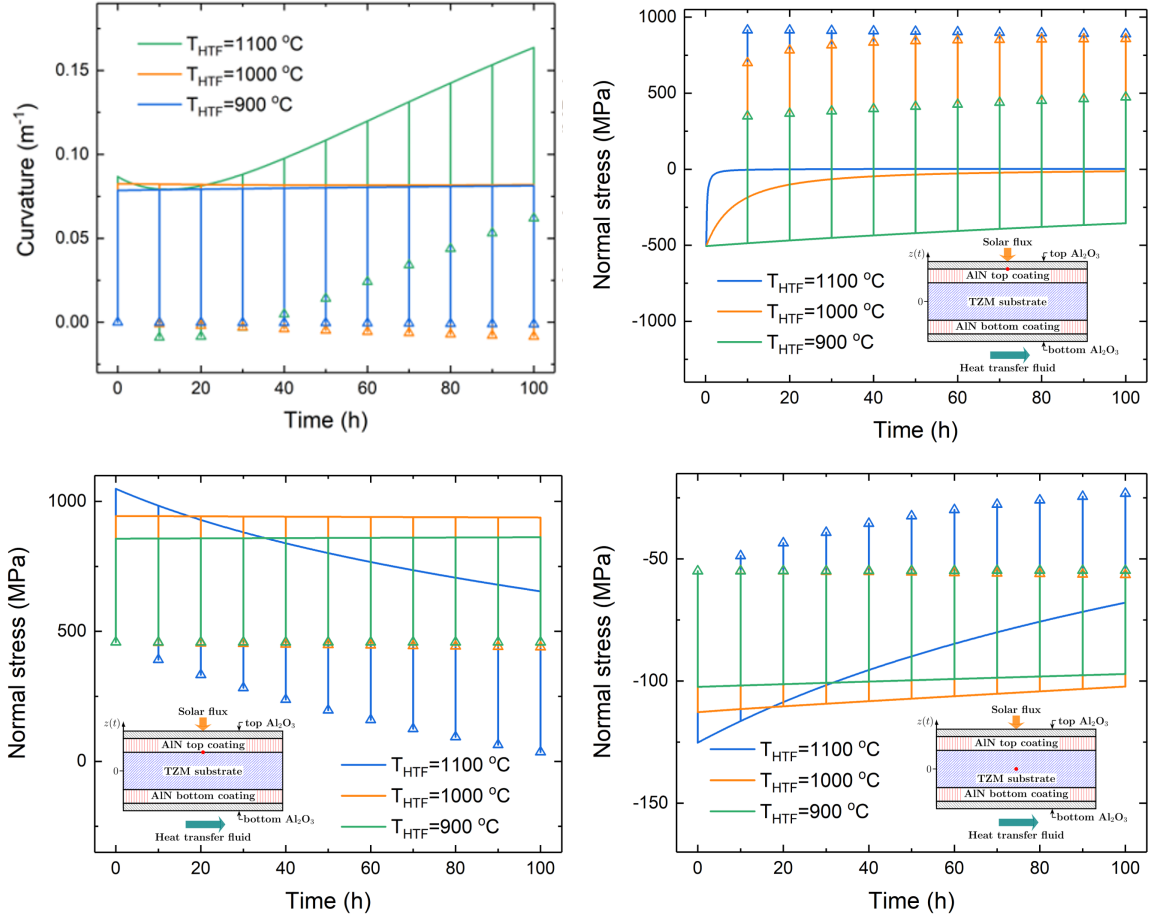 T_HTF=1100 °C
T_HTF=1000 °C
T_HTF=900 °C
0.15
0.10
0.05
0.00
Curvature (m⁻¹)
0 20 40 60 80 100
Time (h)
1000
500
0
-500
-1000
Normal stress (MPa)
T_HTF=1100 °C
T_HTF=1000 °C
T_HTF=900 °C
Solar flux
z(t)
top Al₂O₃
AlN top coating
0
TZM substrate
AlN bottom coating
bottom Al₂O₃
Heat transfer fluid
0 20 40 60 80 100
Time (h)
1000
500
0
Normal stress (MPa)
Solar flux
z(t)
top Al₂O₃
AlN top coating
0
TZM substrate
AlN bottom coating
bottom Al₂O₃
Heat transfer fluid
T_HTF=1100 °C
T_HTF=1000 °C
T_HTF=900 °C
0 20 40 60 80 100
Time (h)
-50
-100
-150
Normal stress (MPa)
T_HTF=1100 °C
T_HTF=1000 °C
T_HTF=900 °C
Solar flux
z(t)
top Al₂O₃
AlN top coating
0
TZM substrate
AlN bottom coating
bottom Al₂O₃
Heat transfer fluid
0 20 40 60 80 100
Time (h)